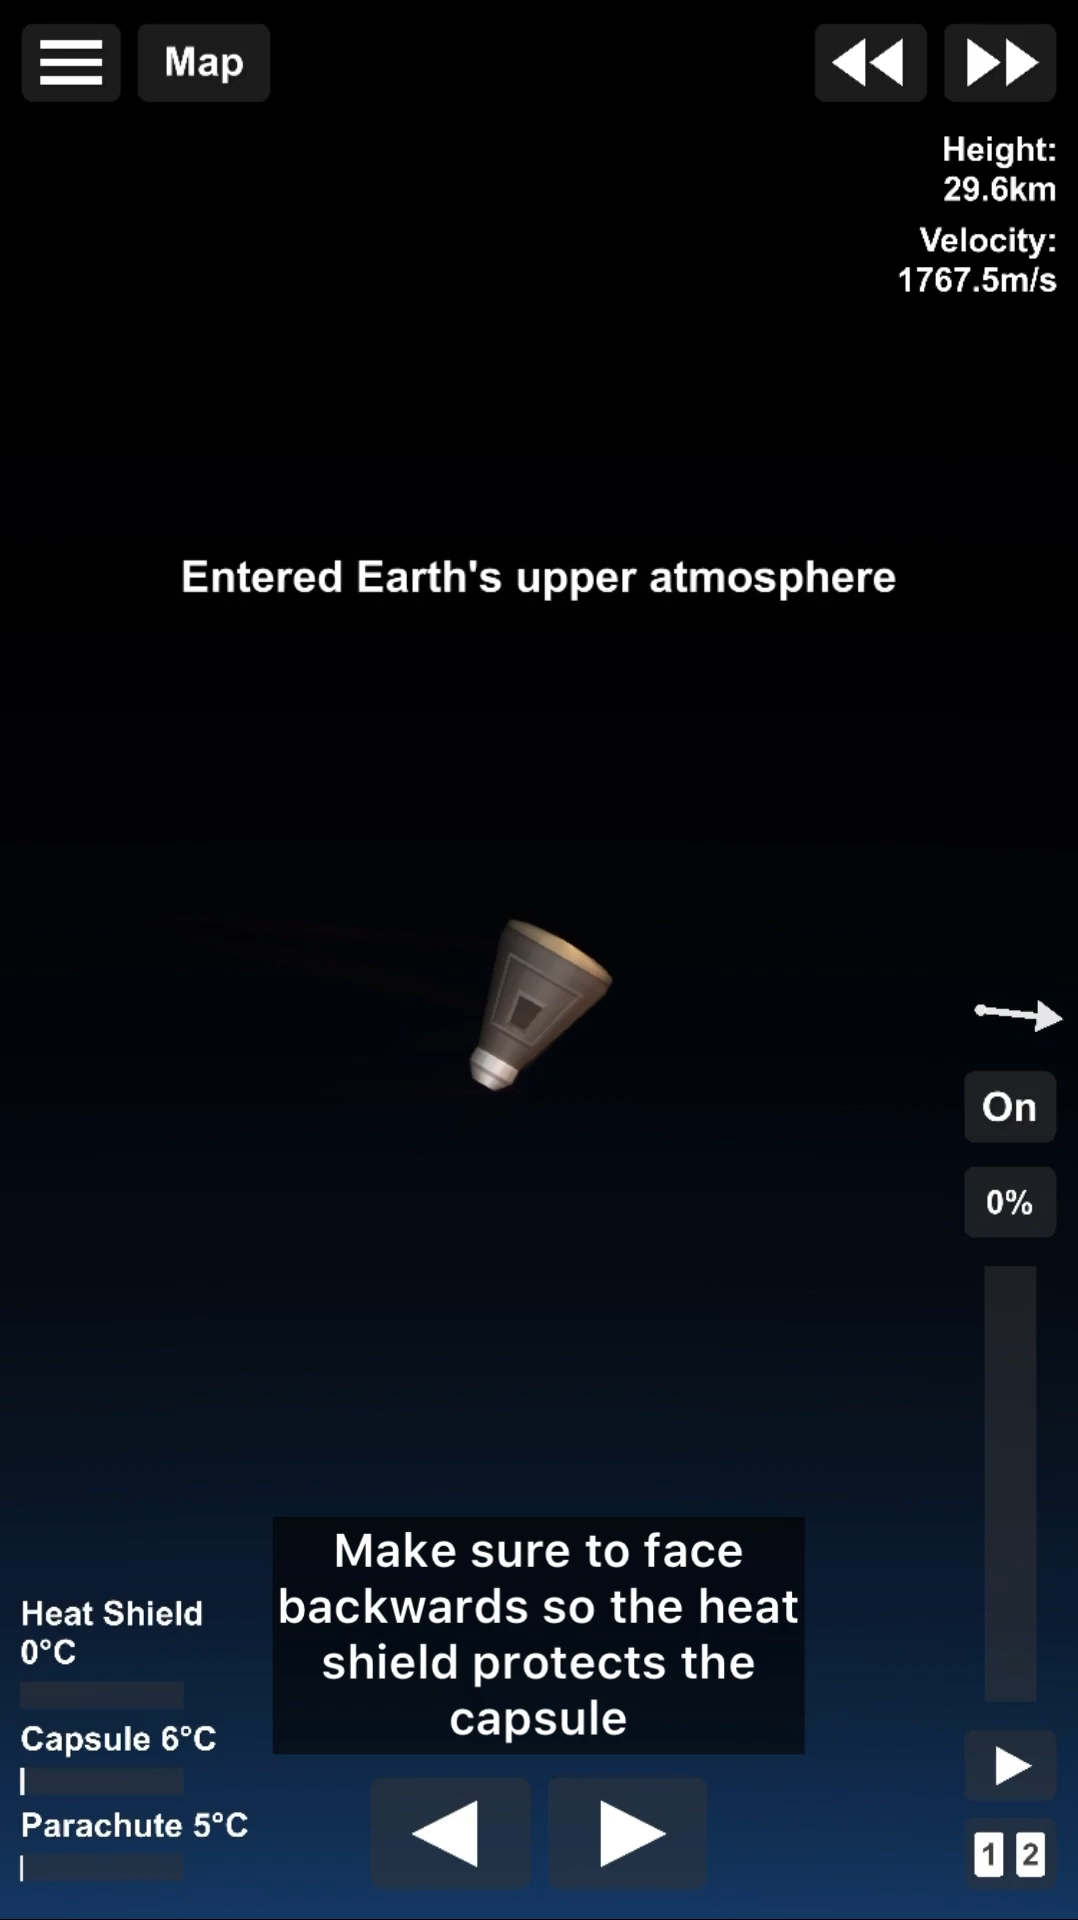 Map
Height:
29.6km
Velocity:
1767.5m/s
Entered Earth's upper atmosphere
On
0%
Make sure to face
backwards so the heat
shield protects the
capsule
Heat Shield
0°C
Capsule 6°C
Parachute 5°C
1 2